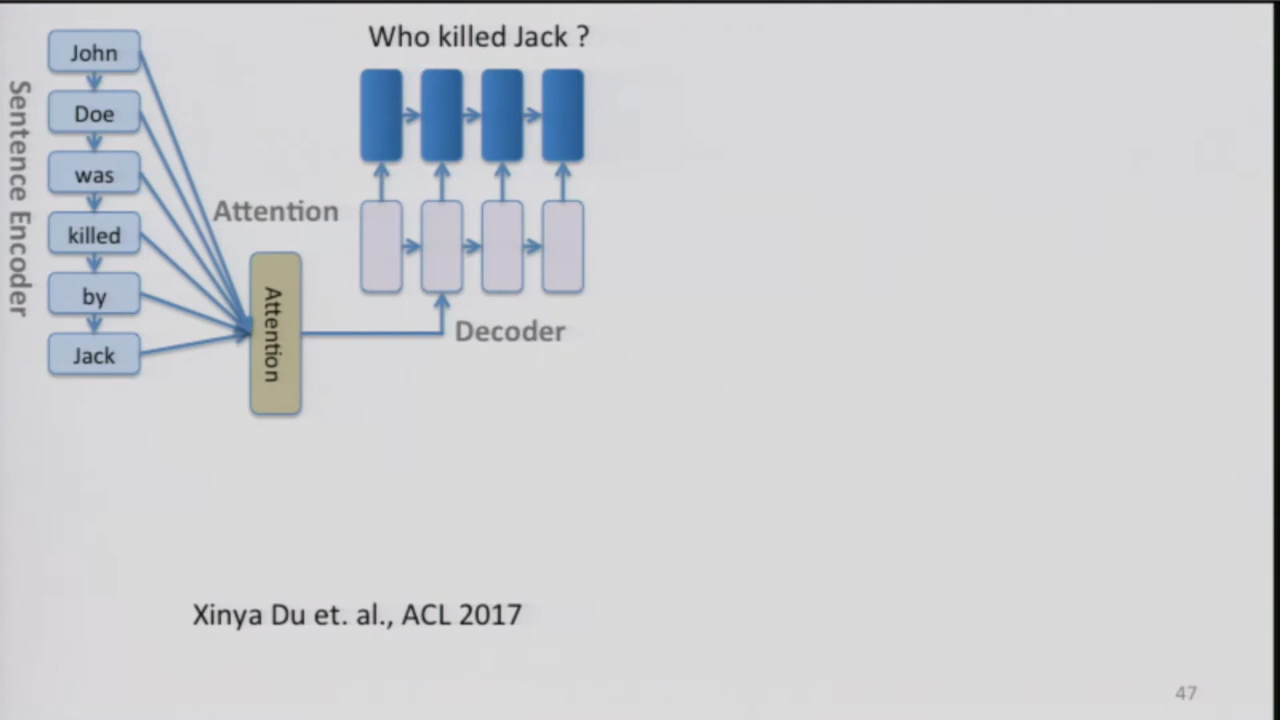 Who killed Jack ?
Sentence Encoder
John
Doe
was
killed
by
Jack
Attention
Attention
Decoder
Xinya Du et. al., ACL 2017
47